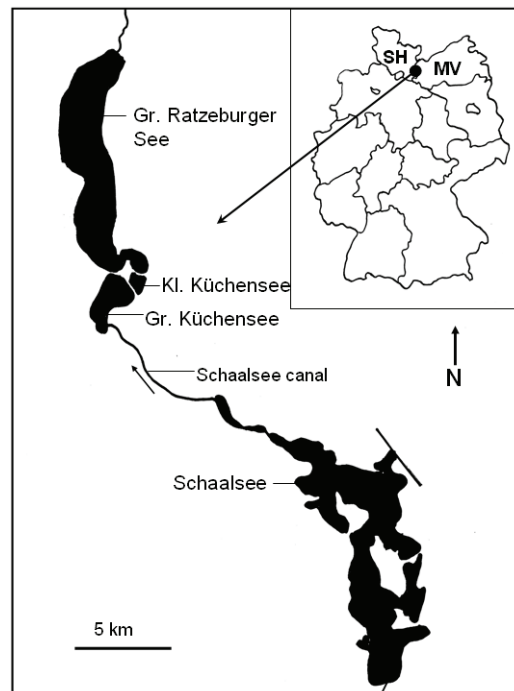 SH
MV
Gr. Ratzeburger
See
Kl. Küchensee
Gr. Küchensee
N
Schaalsee canal
Schaalsee
5 km